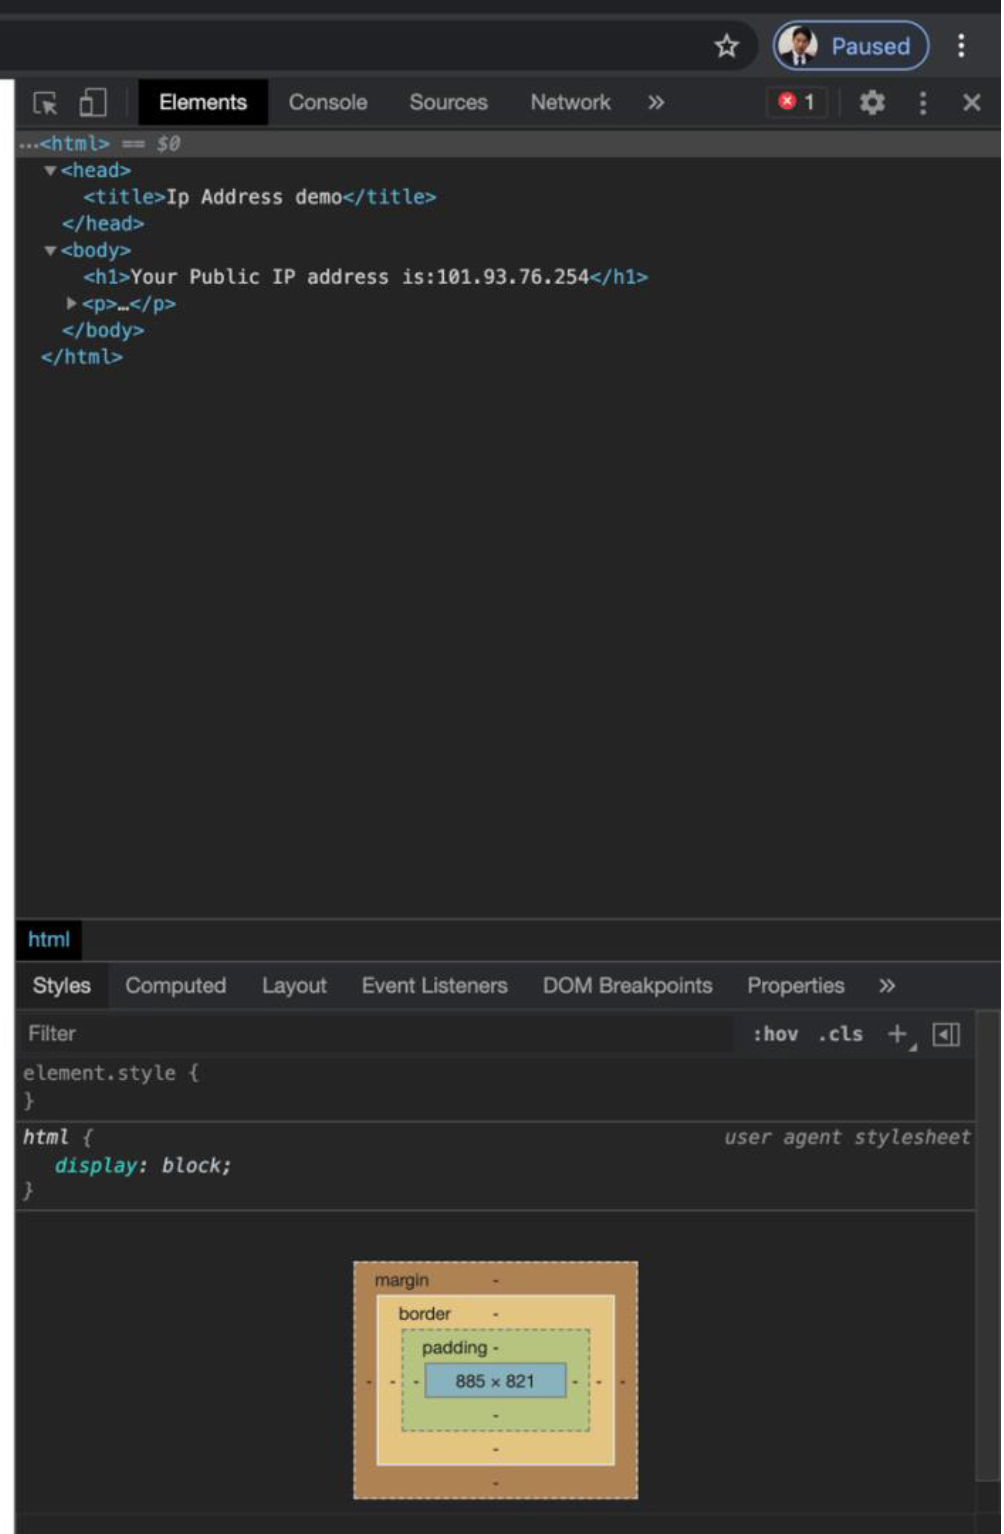 Paused
Elements Console Sources Network » 1
…<html> == $0
▼<head>
<title>Ip Address demo</title>
</head>
▼<body>
<h1>Your Public IP address is:101.93.76.254</h1>
▶<p>…</p>
</body>
</html>
html
Styles Computed Layout Event Listeners DOM Breakpoints Properties »
Filter :hov .cls +
element.style {
}
html { user agent stylesheet
display: block;
}
margin -
border -
padding -
- - - 885 × 821 - - -
-
-
-